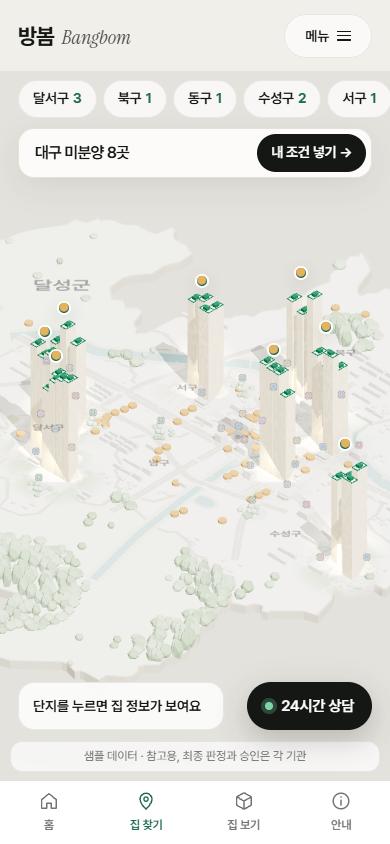 방봄 Bangbom
메뉴
달서구 3 북구 1 동구 1 수성구 2 서구 1
대구 미분양 8곳
내 조건 넣기 →
달성군
북구
서구
달서구
남구
수성구
단지를 누르면 집 정보가 보여요
24시간 상담
샘플 데이터 · 참고용, 최종 판정과 승인은 각 기관
홈 집 찾기 집 보기 안내